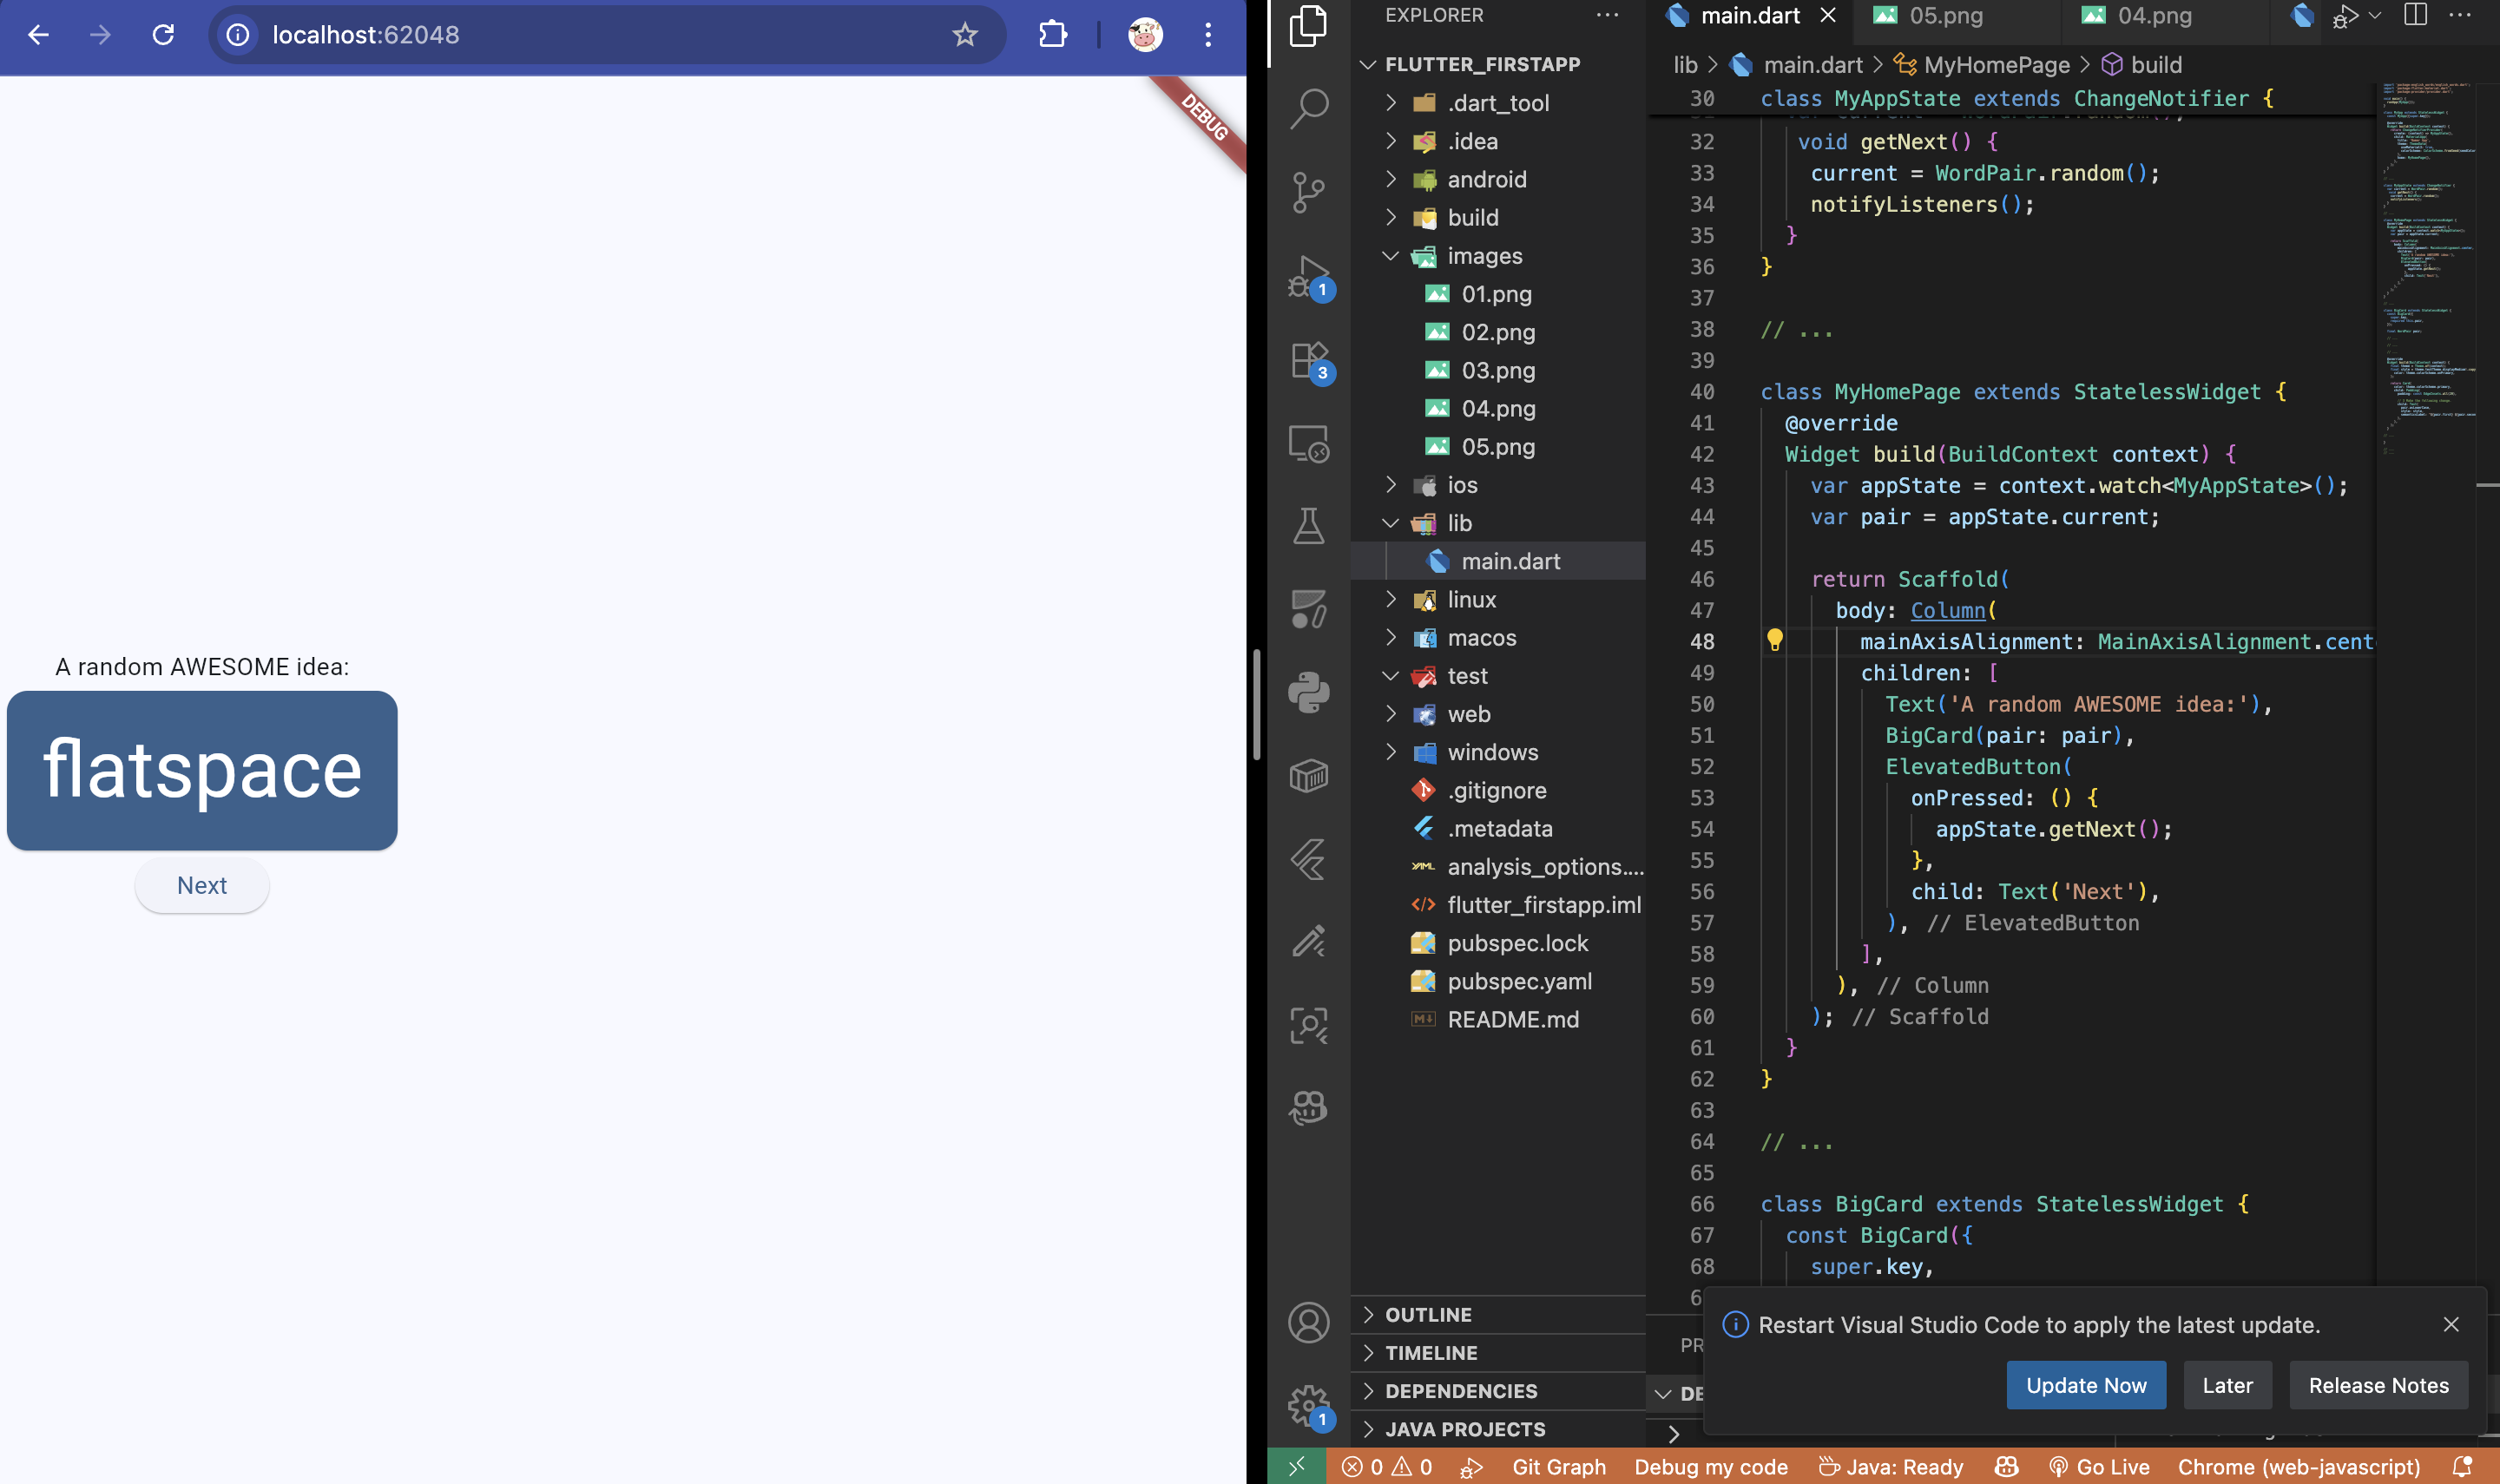 localhost:62048
DEBUG
A random AWESOME idea:
flatspace
Next
EXPLORER
FLUTTER_FIRSTAPP
.dart_tool
.idea
android
build
images
01.png
02.png
03.png
04.png
05.png
ios
lib
main.dart
linux
macos
test
web
windows
.gitignore
.metadata
analysis_options....
flutter_firstapp.iml
pubspec.lock
pubspec.yaml
README.md
OUTLINE
TIMELINE
DEPENDENCIES
JAVA PROJECTS
1
3
1
main.dart
05.png
04.png
lib > main.dart > MyHomePage > build
30 class MyAppState extends ChangeNotifier {
32 void getNext() {
33 current = WordPair.random();
34 notifyListeners();
35 }
36 }
37
38 // ...
39
40 class MyHomePage extends StatelessWidget {
41 @override
42 Widget build(BuildContext context) {
43 var appState = context.watch<MyAppState>();
44 var pair = appState.current;
45
46 return Scaffold(
47 body: Column(
48 mainAxisAlignment: MainAxisAlignment.cent
49 children: [
50 Text('A random AWESOME idea:'),
51 BigCard(pair: pair),
52 ElevatedButton(
53 onPressed: () {
54 appState.getNext();
55 },
56 child: Text('Next'),
57 ), // ElevatedButton
58 ],
59 ), // Column
60 ); // Scaffold
61 }
62 }
63
64 // ...
65
66 class BigCard extends StatelessWidget {
67 const BigCard({
68 super.key,
Restart Visual Studio Code to apply the latest update.
Update Now
Later
Release Notes
0 0 Git Graph Debug my code Java: Ready Go Live Chrome (web-javascript)